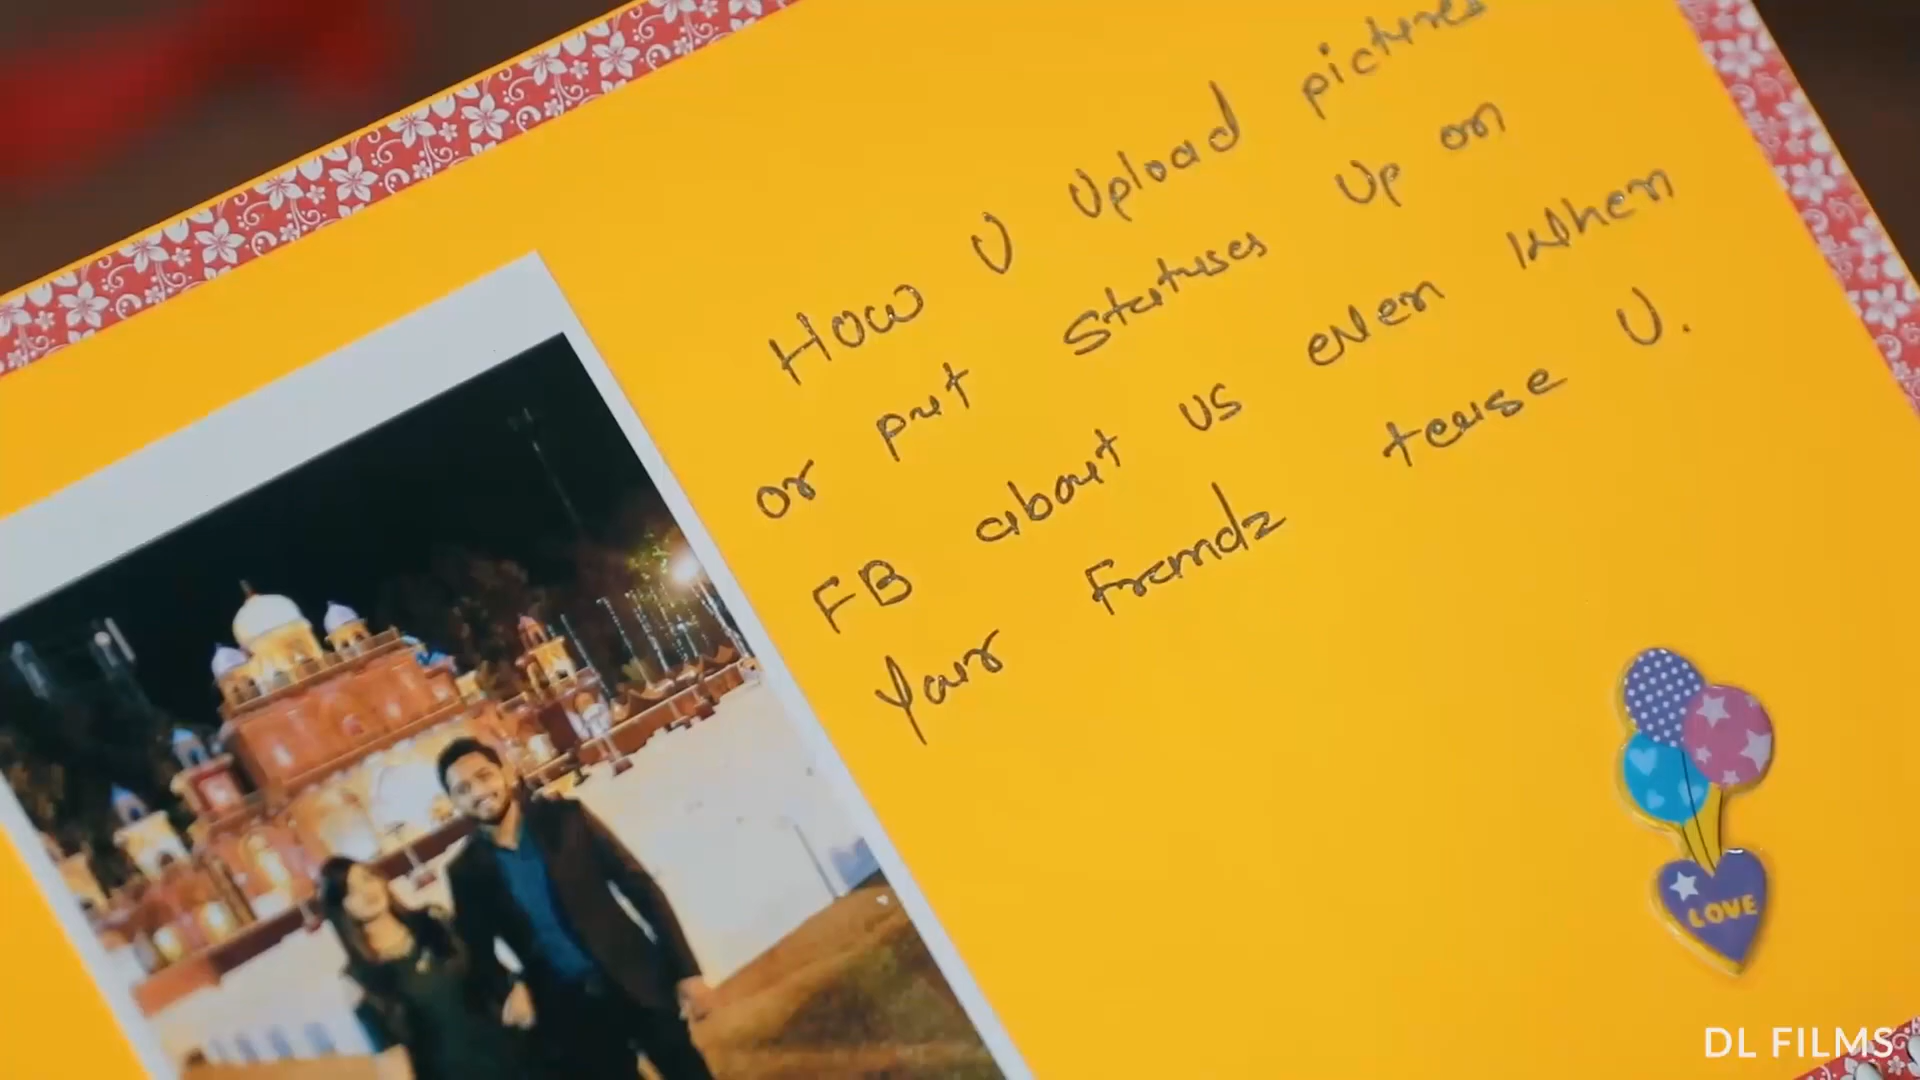 How U Upload pictures
or put statuses Up on
FB about us even when
Your Frendz tease U.
LOVE
DL FILMS